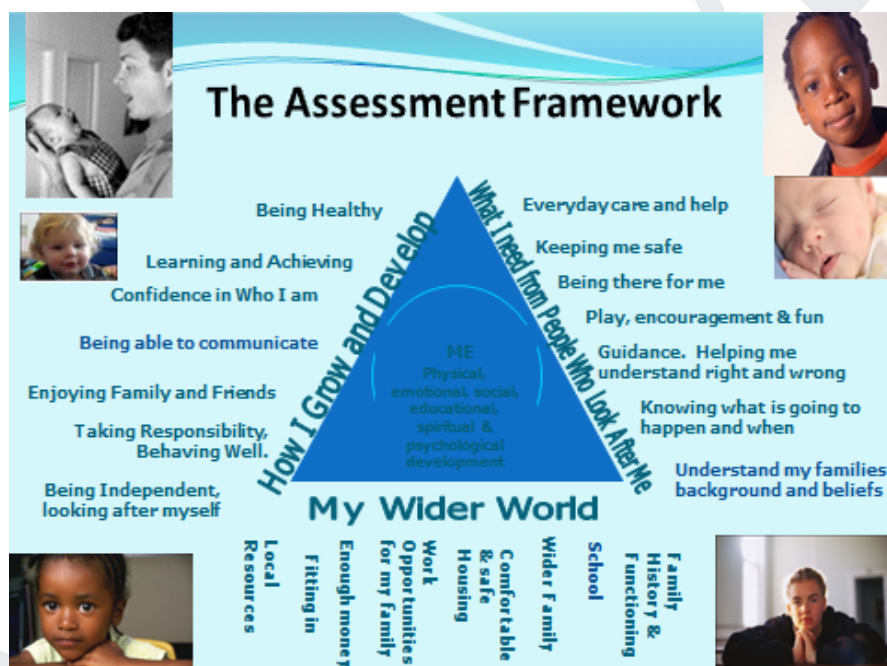 The Assessment Framework
Being Healthy
Learning and Achieving
Confidence in Who I am
Being able to communicate
Enjoying Family and Friends
Taking Responsibility,
Behaving Well.
Being Independent,
looking after myself
How I Grow and Develop
ME
Physical,
emotional, social,
educational,
spiritual &
psychological
development
What I need from People Who Look After Me
Everyday care and help
Keeping me safe
Being there for me
Play, encouragement & fun
Guidance. Helping me
understand right and wrong
Knowing what is going to
happen and when
Understand my families
background and beliefs
My Wider World
Local
Resources
Fitting in
Enough money
Work
Opportunities
for my family
Comfortable
& safe
Housing
Wider Family
School
Family
History &
Functioning